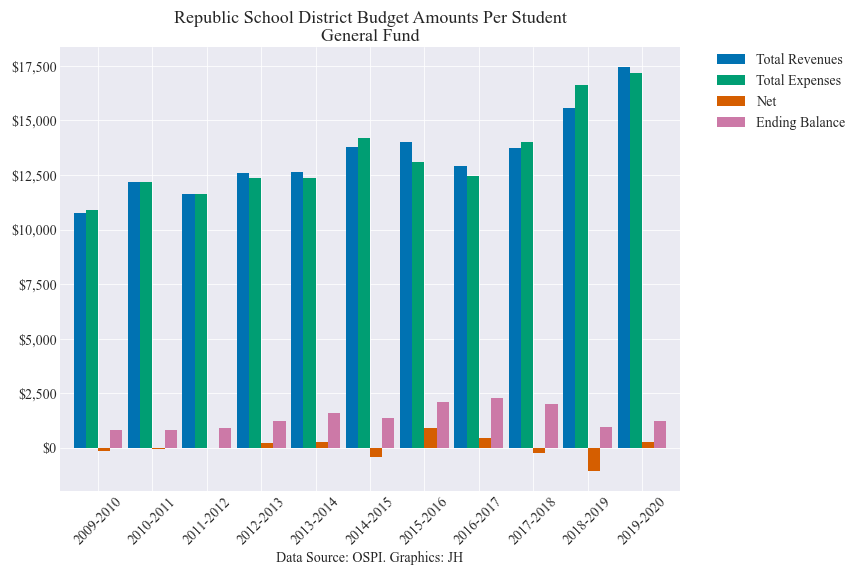 Republic School District Budget Amounts Per Student
General Fund
$17,500
$15,000
$12,500
$10,000
$7,500
$5,000
$2,500
$0
2009-2010
2010-2011
2011-2012
2012-2013
2013-2014
2014-2015
2015-2016
2016-2017
2017-2018
2018-2019
2019-2020
Data Source: OSPI. Graphics: JH
Total Revenues
Total Expenses
Net
Ending Balance